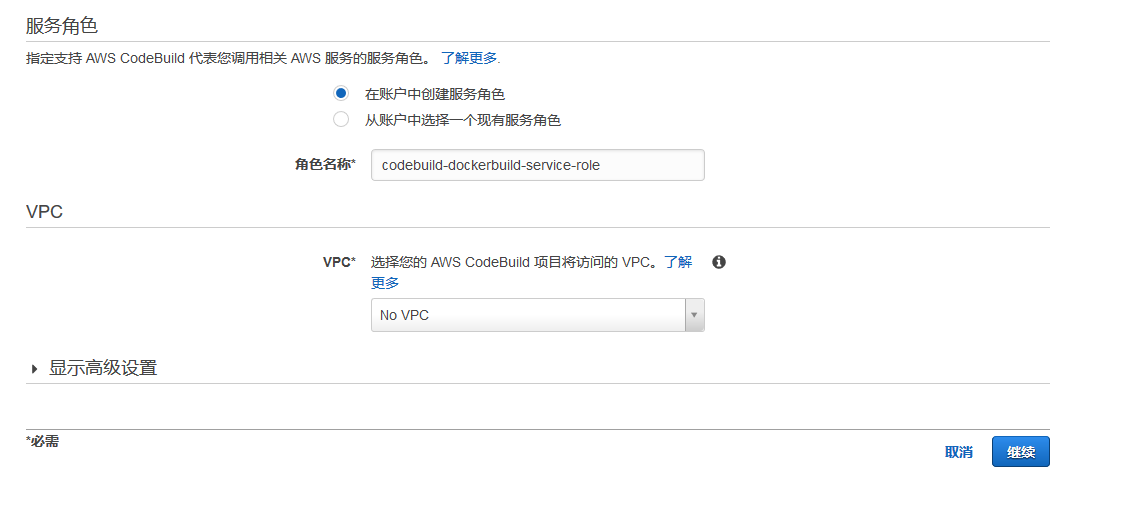 服务角色
指定支持 AWS CodeBuild 代表您调用相关 AWS 服务的服务角色。 了解更多.
在账户中创建服务角色
从账户中选择一个现有服务角色
角色名称* codebuild-dockerbuild-service-role
VPC
VPC* 选择您的 AWS CodeBuild 项目将访问的 VPC。了解
更多
No VPC
显示高级设置
*必需
取消 继续